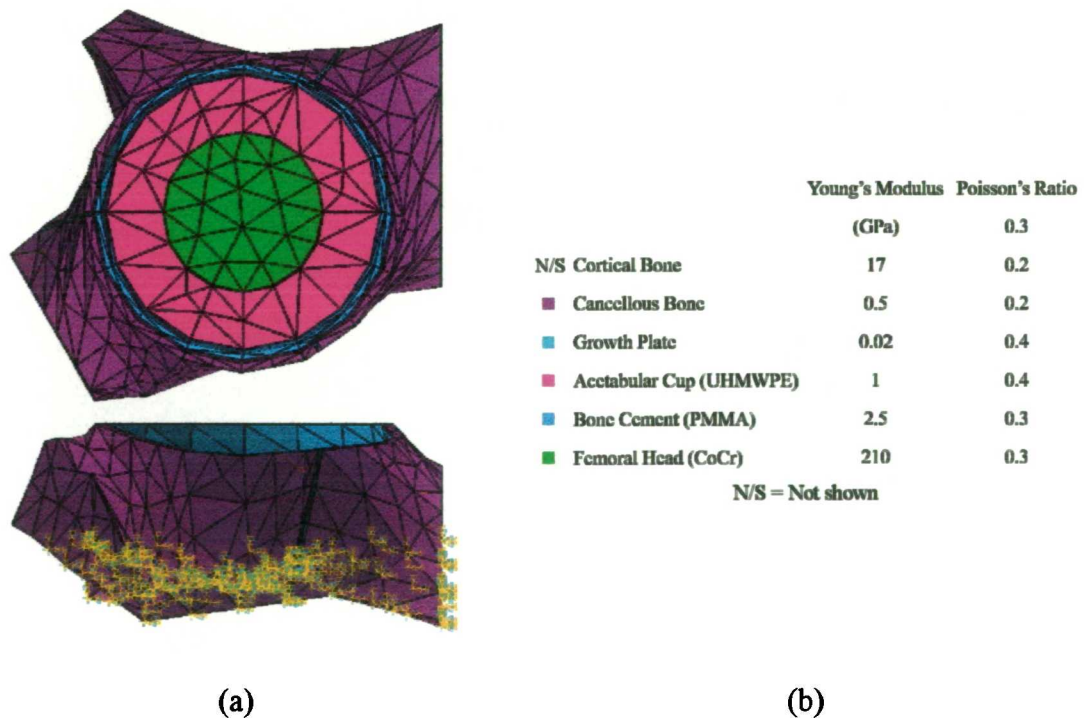 Young's Modulus Poisson's Ratio
(GPa) 0.3
N/S Cortical Bone 17 0.2
Cancellous Bone 0.5 0.2
Growth Plate 0.02 0.4
Acetabular Cup (UHMWPE) 1 0.4
Bone Cement (PMMA) 2.5 0.3
Femoral Head (CoCr) 210 0.3
N/S = Not shown
(a) (b)